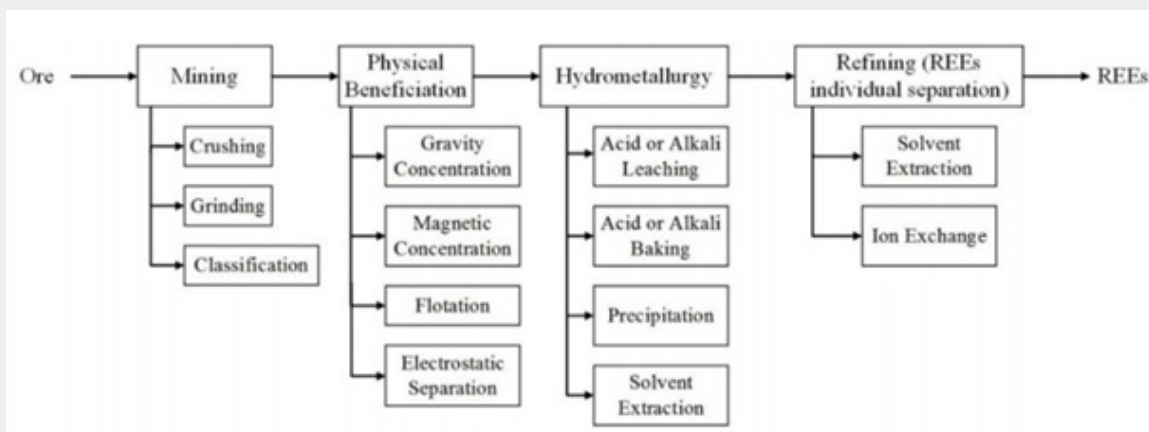 Ore
Mining
Physical
Beneficiation
Hydrometallurgy
Refining (REEs
individual separation)
REEs
Crushing
Grinding
Classification
Gravity
Concentration
Magnetic
Concentration
Flotation
Electrostatic
Separation
Acid or Alkali
Leaching
Acid or Alkali
Baking
Precipitation
Solvent
Extraction
Solvent
Extraction
Ion Exchange